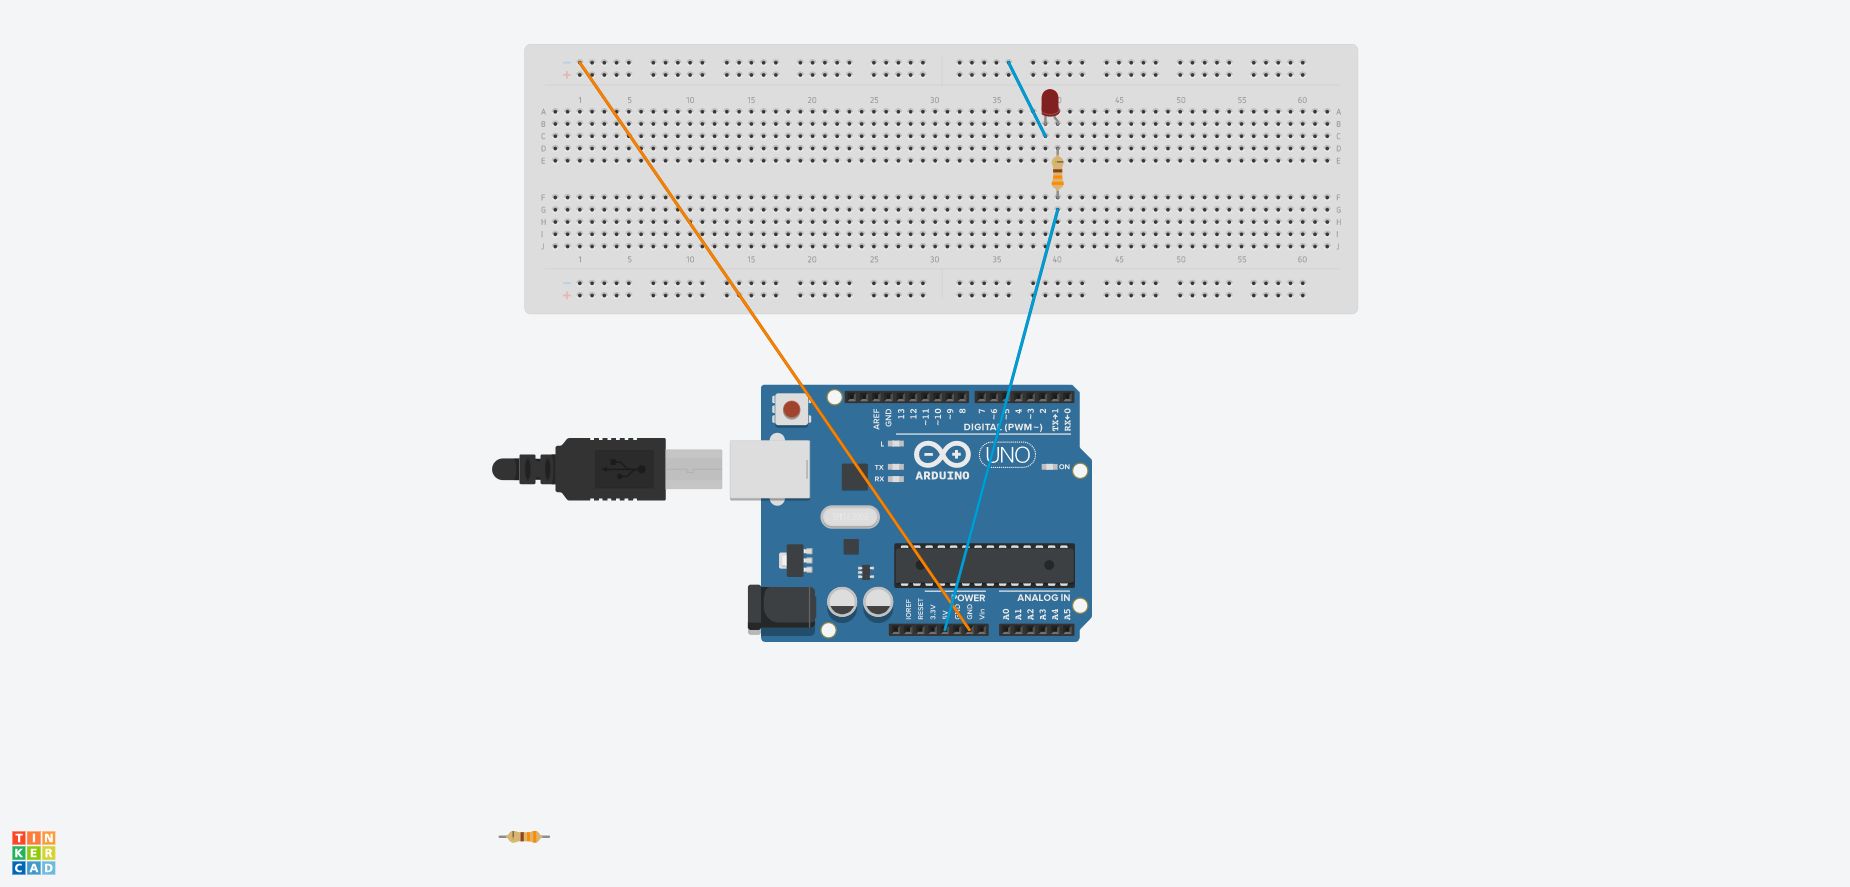 − −
+ +
1 5 10 15 20 25 30 35 40 45 50 55 60
A A
B B
C C
D D
E E
F F
G G
H H
I I
J J
1 5 10 15 20 25 30 35 40 45 50 55 60
− −
+ +
AREF GND 13 12 ~11 ~10 ~9 8 7 ~6 ~5 4 ~3 2 TX→1 RX←0
DIGITAL (PWM~)
L
TX
RX
UNO
ARDUINO
ON
POWER ANALOG IN
IOREF RESET 3.3V 5V GND GND Vin A0 A1 A2 A3 A4 A5
TIN
KER
CAD